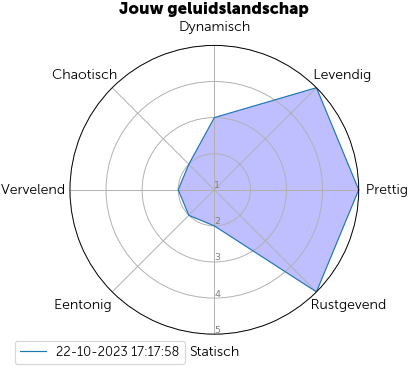 Jouw geluidslandschap
Dynamisch
Chaotisch
Levendig
Vervelend
Prettig
1
2
3
4
5
Eentonig
Rustgevend
22-10-2023 17:17:58
Statisch